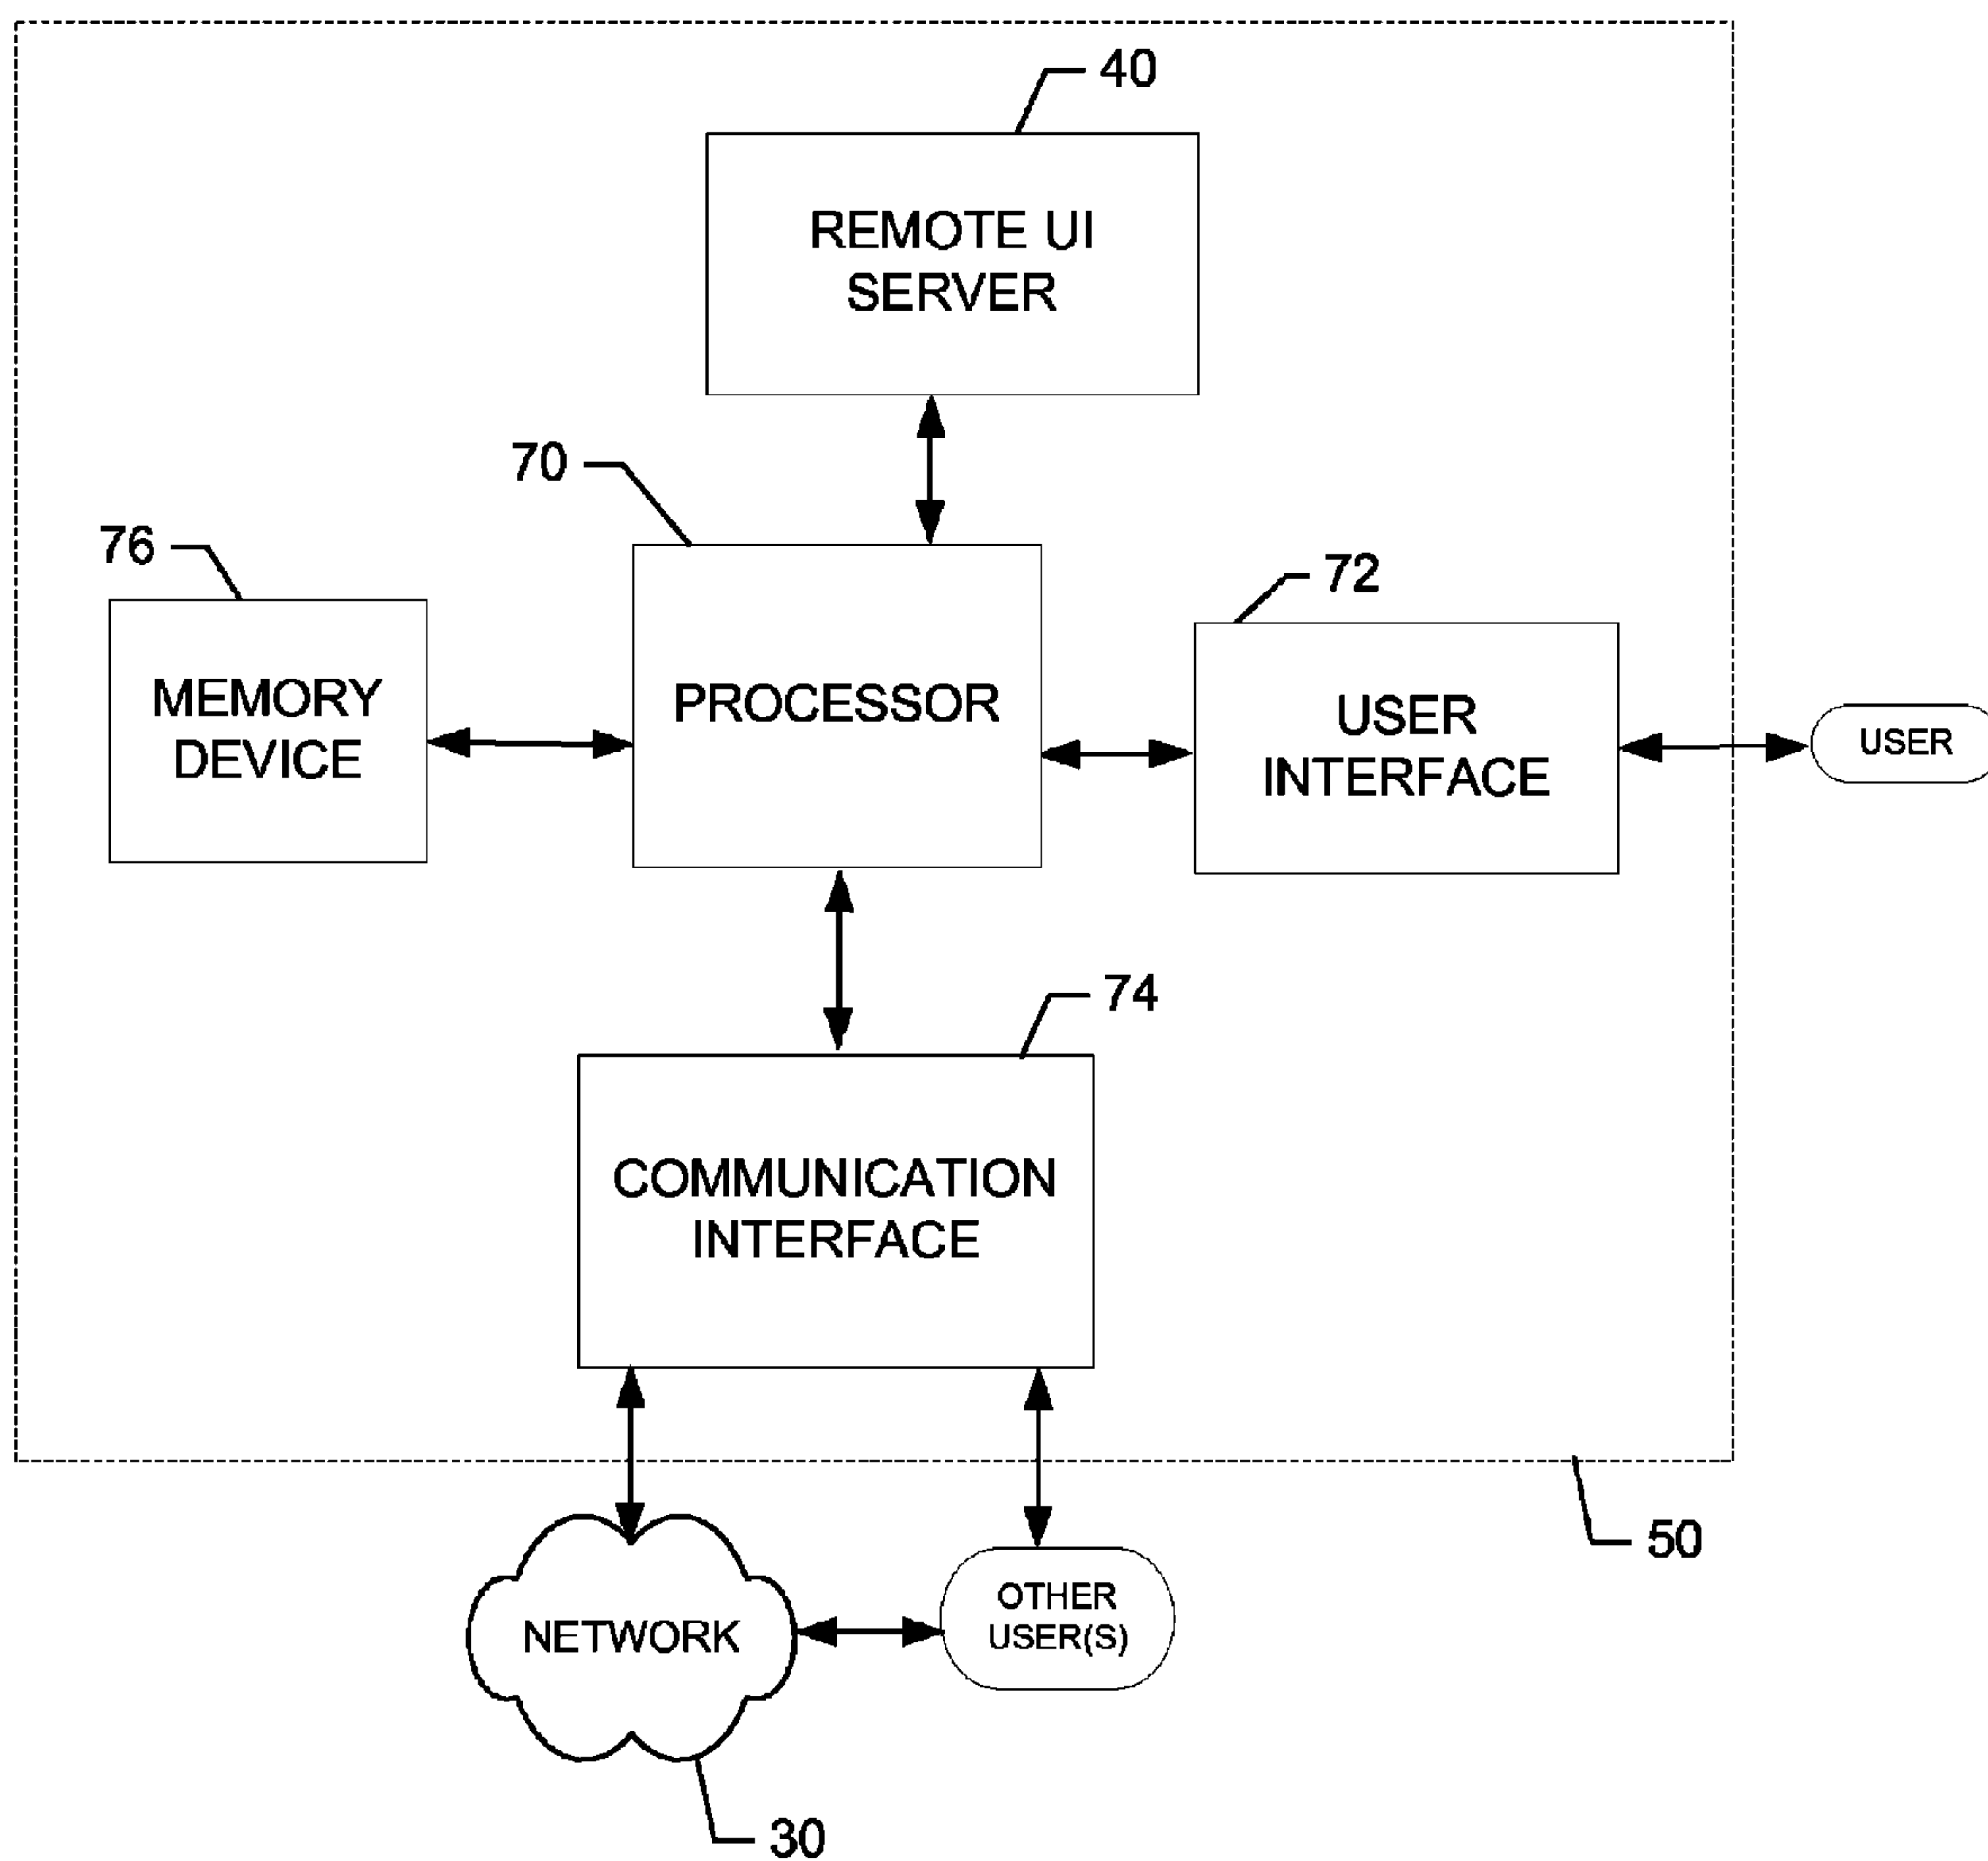 40
REMOTE UI
SERVER
70
76
72
MEMORY
DEVICE
PROCESSOR
USER
INTERFACE
USER
74
COMMUNICATION
INTERFACE
50
NETWORK
OTHER
USER(S)
30